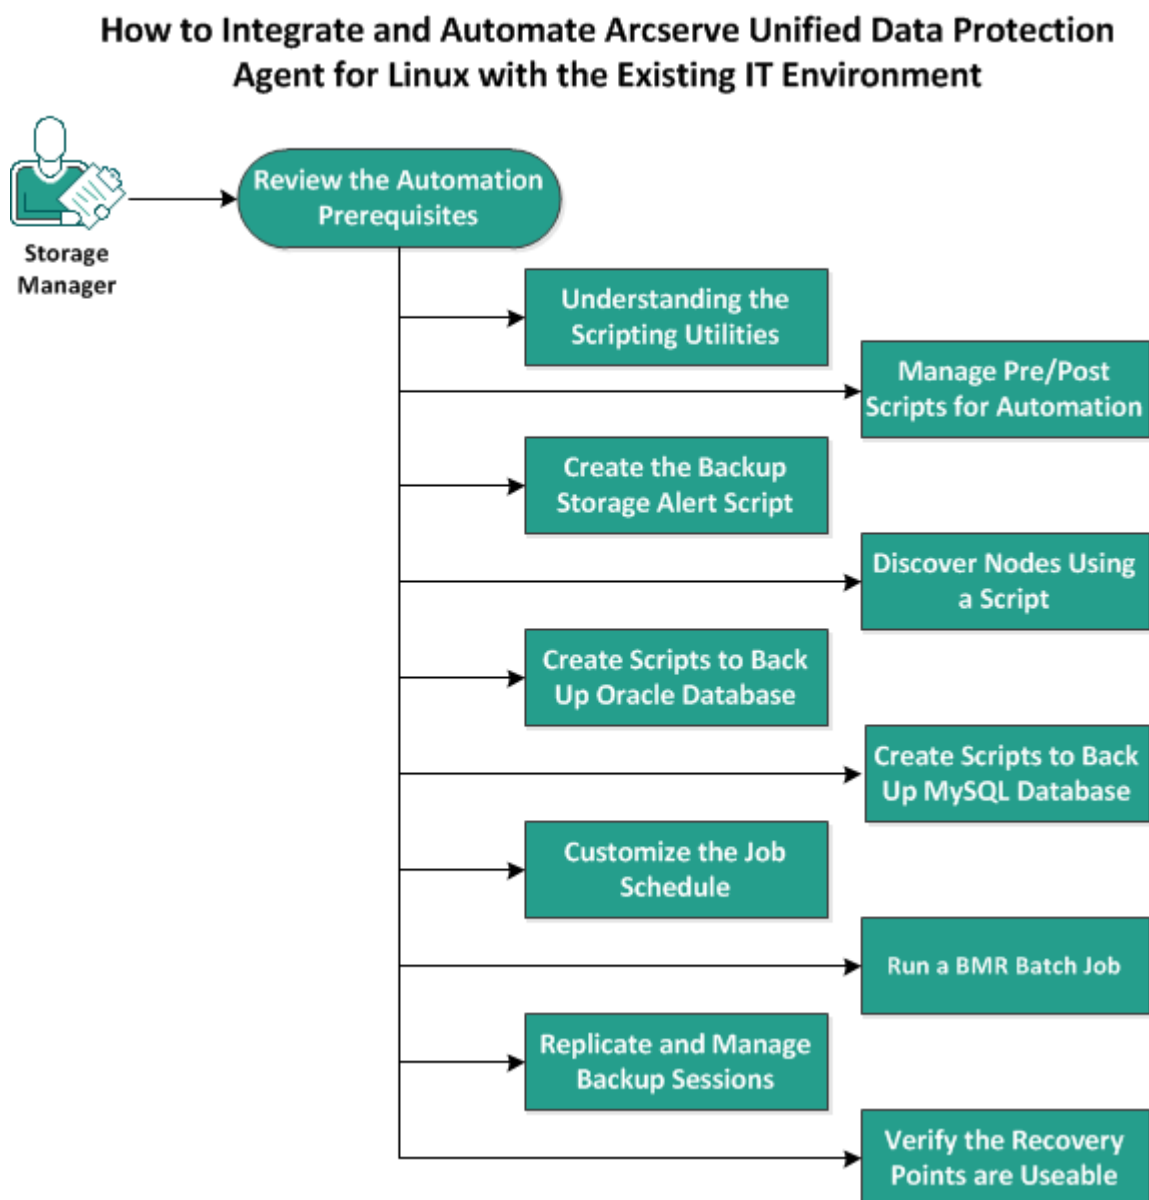 How to Integrate and Automate Arcserve Unified Data Protection
Agent for Linux with the Existing IT Environment
Storage
Manager
Review the Automation
Prerequisites
Understanding the
Scripting Utilities
Manage Pre/Post
Scripts for Automation
Create the Backup
Storage Alert Script
Discover Nodes Using
a Script
Create Scripts to Back
Up Oracle Database
Create Scripts to Back
Up MySQL Database
Customize the Job
Schedule
Run a BMR Batch Job
Replicate and Manage
Backup Sessions
Verify the Recovery
Points are Useable